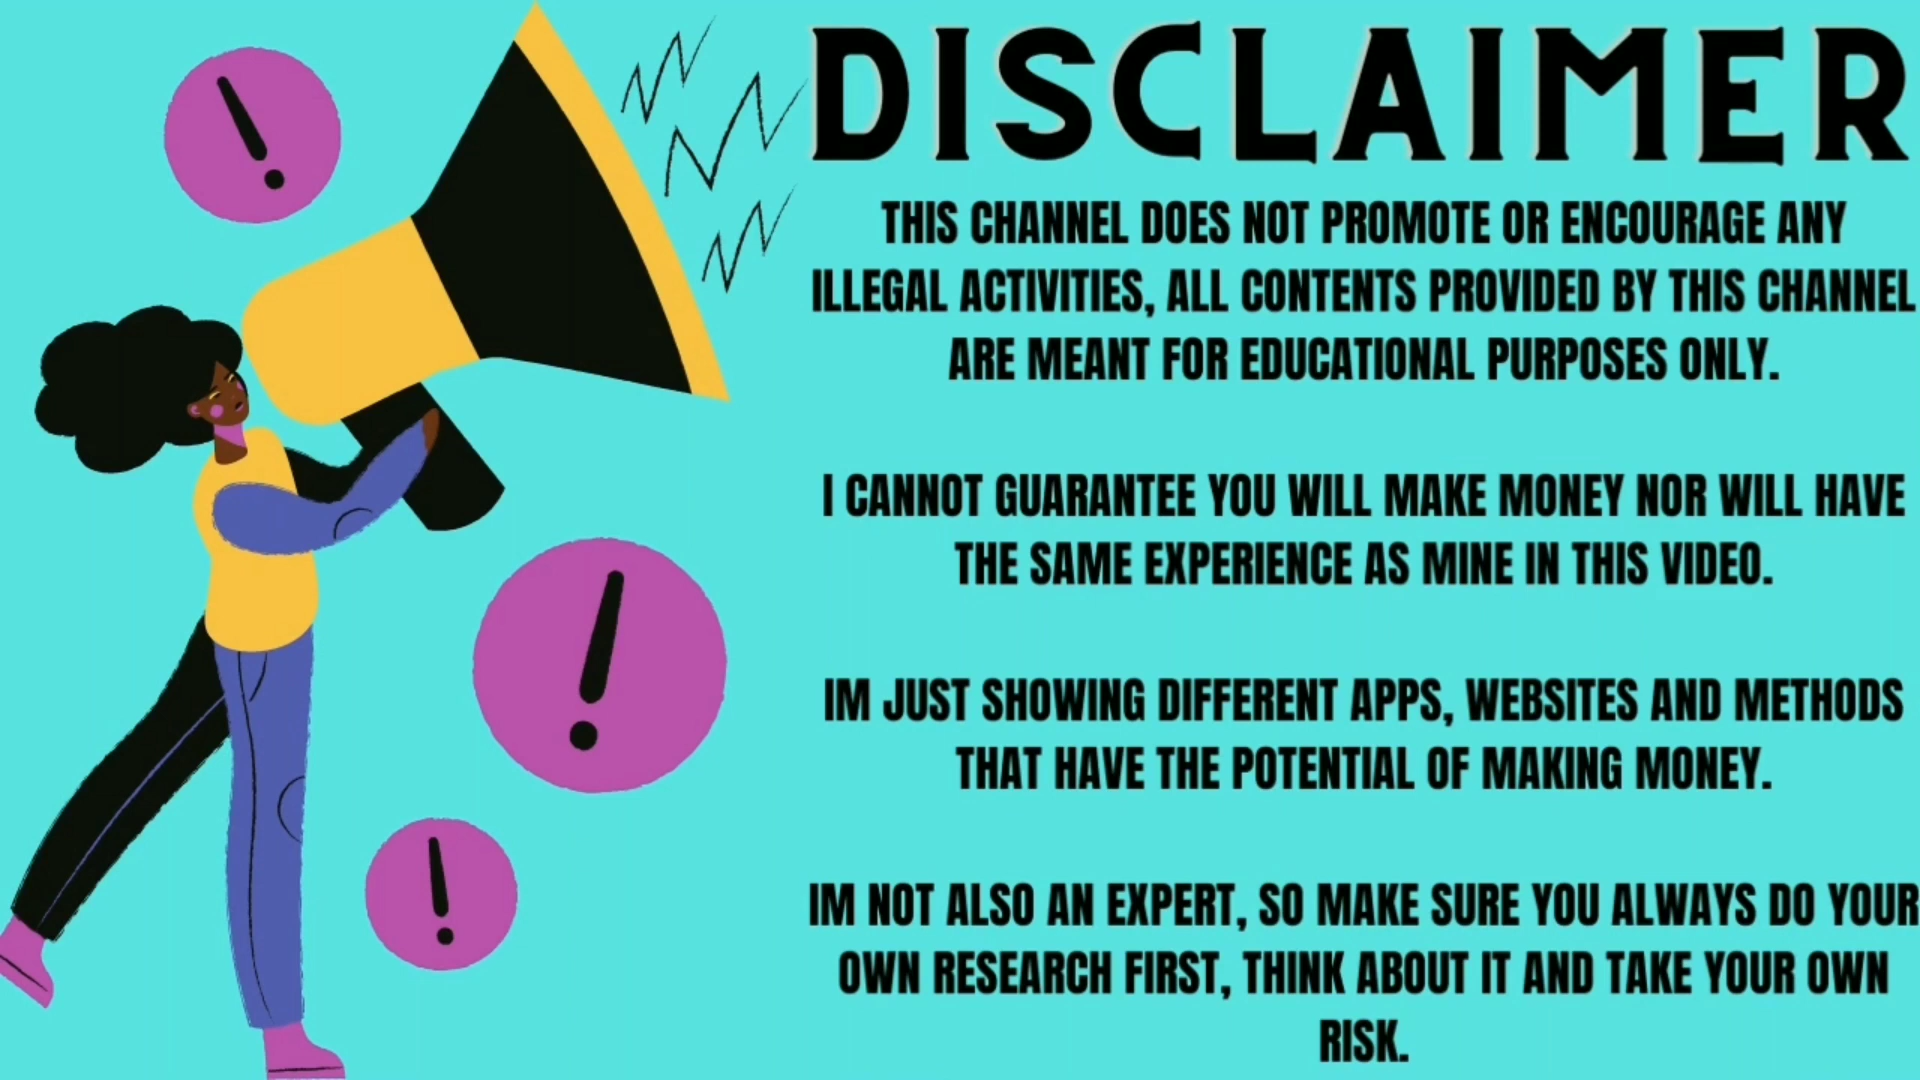 DISCLAIMER
THIS CHANNEL DOES NOT PROMOTE OR ENCOURAGE ANY
ILLEGAL ACTIVITIES, ALL CONTENTS PROVIDED BY THIS CHANNEL
ARE MEANT FOR EDUCATIONAL PURPOSES ONLY.
I CANNOT GUARANTEE YOU WILL MAKE MONEY NOR WILL HAVE
THE SAME EXPERIENCE AS MINE IN THIS VIDEO.
IM JUST SHOWING DIFFERENT APPS, WEBSITES AND METHODS
THAT HAVE THE POTENTIAL OF MAKING MONEY.
IM NOT ALSO AN EXPERT, SO MAKE SURE YOU ALWAYS DO YOUR
OWN RESEARCH FIRST, THINK ABOUT IT AND TAKE YOUR OWN
RISK.